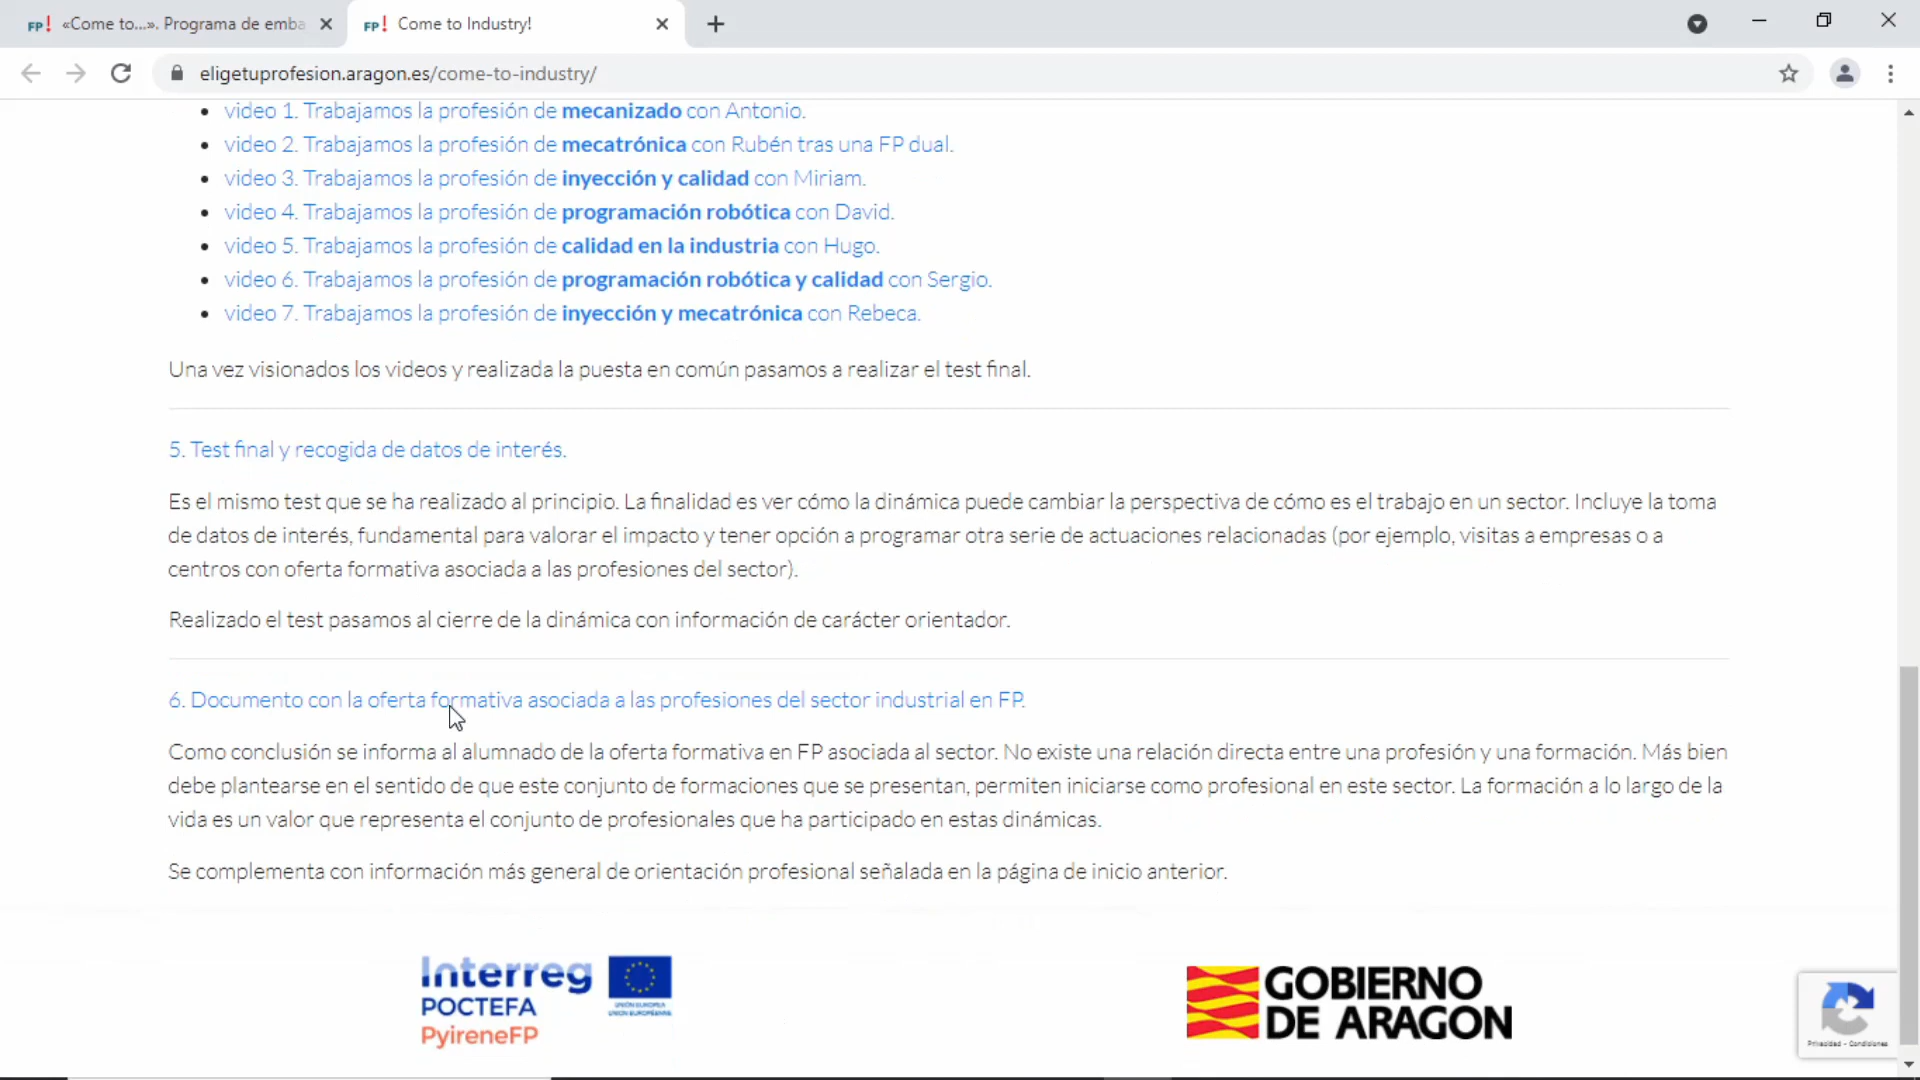 FP! «Come to...». Programa de emba
FP! Come to Industry!
eligetuprofesion.aragon.es/come-to-industry/
video 1. Trabajamos la profesión de mecanizado con Antonio.
video 2. Trabajamos la profesión de mecatrónica con Rubén tras una FP dual.
video 3. Trabajamos la profesión de inyección y calidad con Miriam.
video 4. Trabajamos la profesión de programación robótica con David.
video 5. Trabajamos la profesión de calidad en la industria con Hugo.
video 6. Trabajamos la profesión de programación robótica y calidad con Sergio.
video 7. Trabajamos la profesión de inyección y mecatrónica con Rebeca.
Una vez visionados los videos y realizada la puesta en común pasamos a realizar el test final.
5. Test final y recogida de datos de interés.
Es el mismo test que se ha realizado al principio. La finalidad es ver cómo la dinámica puede cambiar la perspectiva de cómo es el trabajo en un sector. Incluye la toma
de datos de interés, fundamental para valorar el impacto y tener opción a programar otra serie de actuaciones relacionadas (por ejemplo, visitas a empresas o a
centros con oferta formativa asociada a las profesiones del sector).
Realizado el test pasamos al cierre de la dinámica con información de carácter orientador.
6. Documento con la oferta formativa asociada a las profesiones del sector industrial en FP.
Como conclusión se informa al alumnado de la oferta formativa en FP asociada al sector. No existe una relación directa entre una profesión y una formación. Más bien
debe plantearse en el sentido de que este conjunto de formaciones que se presentan, permiten iniciarse como profesional en este sector. La formación a lo largo de la
vida es un valor que representa el conjunto de profesionales que ha participado en estas dinámicas.
Se complementa con información más general de orientación profesional señalada en la página de inicio anterior.
Interreg
POCTEFA
PyireneFP
UNIÓN EUROPEA
UNION EUROPÉENNE
GOBIERNO
DE ARAGON
Privacidad - Condiciones